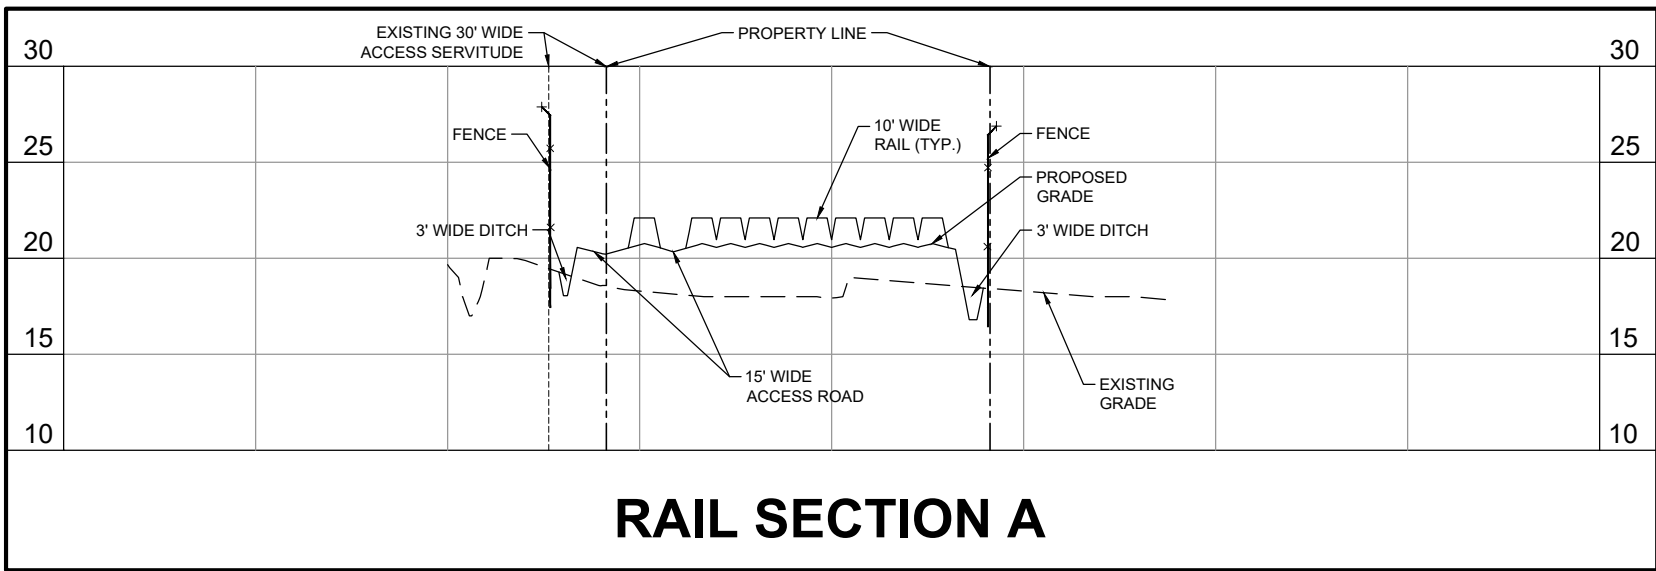 EXISTING 30' WIDE
ACCESS SERVITUDE
PROPERTY LINE
30
30
10' WIDE
RAIL (TYP.)
FENCE
FENCE
25
25
PROPOSED
GRADE
3' WIDE DITCH
3' WIDE DITCH
20
20
15
15
15' WIDE
ACCESS ROAD
EXISTING
GRADE
10
10
RAIL SECTION A